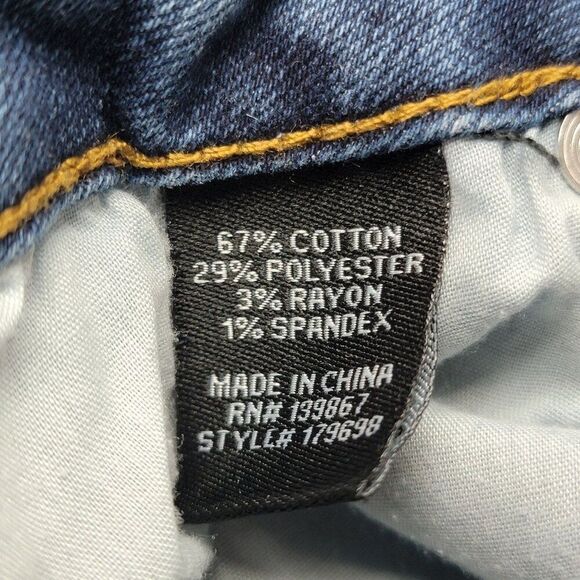 67% COTTON
29% POLYESTER
3% RAYON
1% SPANDEX
MADE IN CHINA
RN# 139867
STYLE# 179698